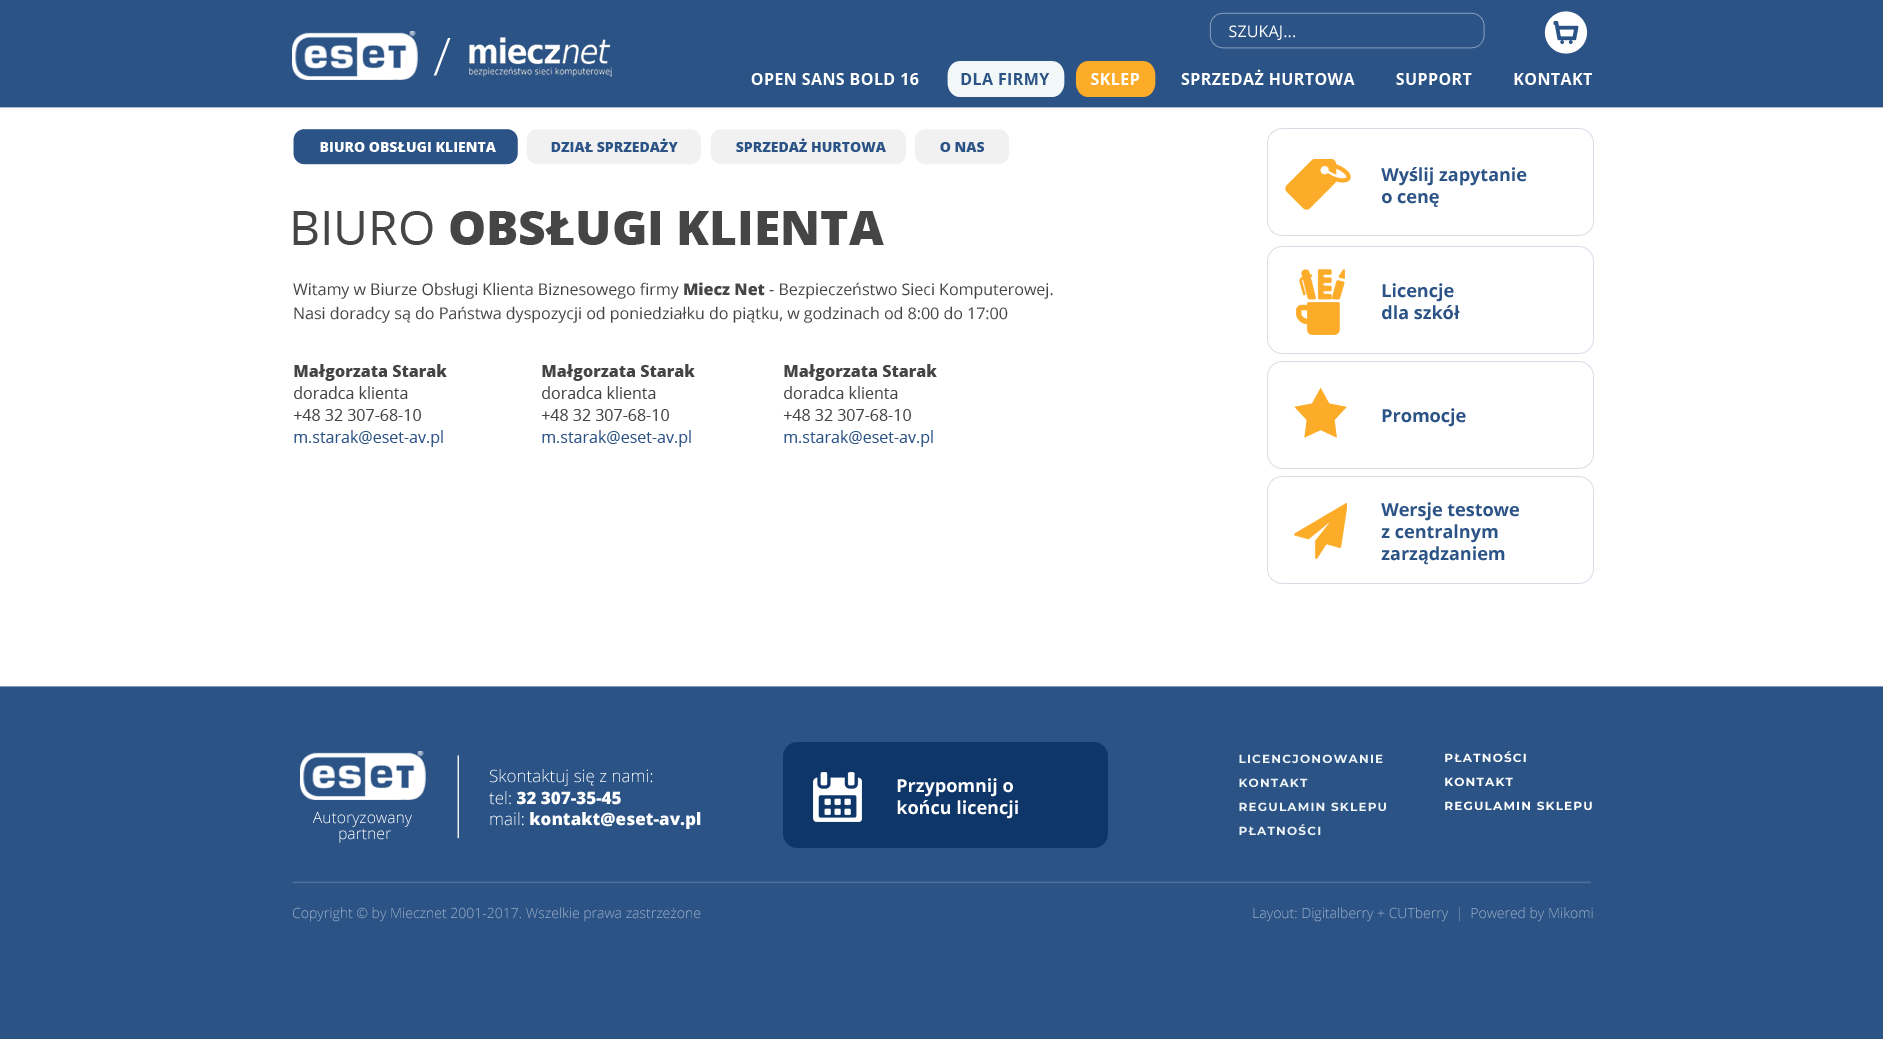 eset® / miecznet
bezpieczeństwo sieci komputerowej
SZUKAJ...
OPEN SANS BOLD 16 DLA FIRMY SKLEP SPRZEDAŻ HURTOWA SUPPORT KONTAKT
BIURO OBSŁUGI KLIENTA DZIAŁ SPRZEDAŻY SPRZEDAŻ HURTOWA O NAS
BIURO OBSŁUGI KLIENTA
Witamy w Biurze Obsługi Klienta Biznesowego firmy Miecz Net - Bezpieczeństwo Sieci Komputerowej.
Nasi doradcy są do Państwa dyspozycji od poniedziałku do piątku, w godzinach od 8:00 do 17:00
Małgorzata Starak
doradca klienta
+48 32 307-68-10
m.starak@eset-av.pl
Małgorzata Starak
doradca klienta
+48 32 307-68-10
m.starak@eset-av.pl
Małgorzata Starak
doradca klienta
+48 32 307-68-10
m.starak@eset-av.pl
Wyślij zapytanie
o cenę
Licencje
dla szkół
Promocje
Wersje testowe
z centralnym
zarządzaniem
eset®
Autoryzowany
partner
Skontaktuj się z nami:
tel: 32 307-35-45
mail: kontakt@eset-av.pl
Przypomnij o
końcu licencji
LICENCJONOWANIE
KONTAKT
REGULAMIN SKLEPU
PŁATNOŚCI
PŁATNOŚCI
KONTAKT
REGULAMIN SKLEPU
Copyright © by Miecznet 2001-2017. Wszelkie prawa zastrzeżone
Layout: Digitalberry + CUTberry | Powered by Mikomi